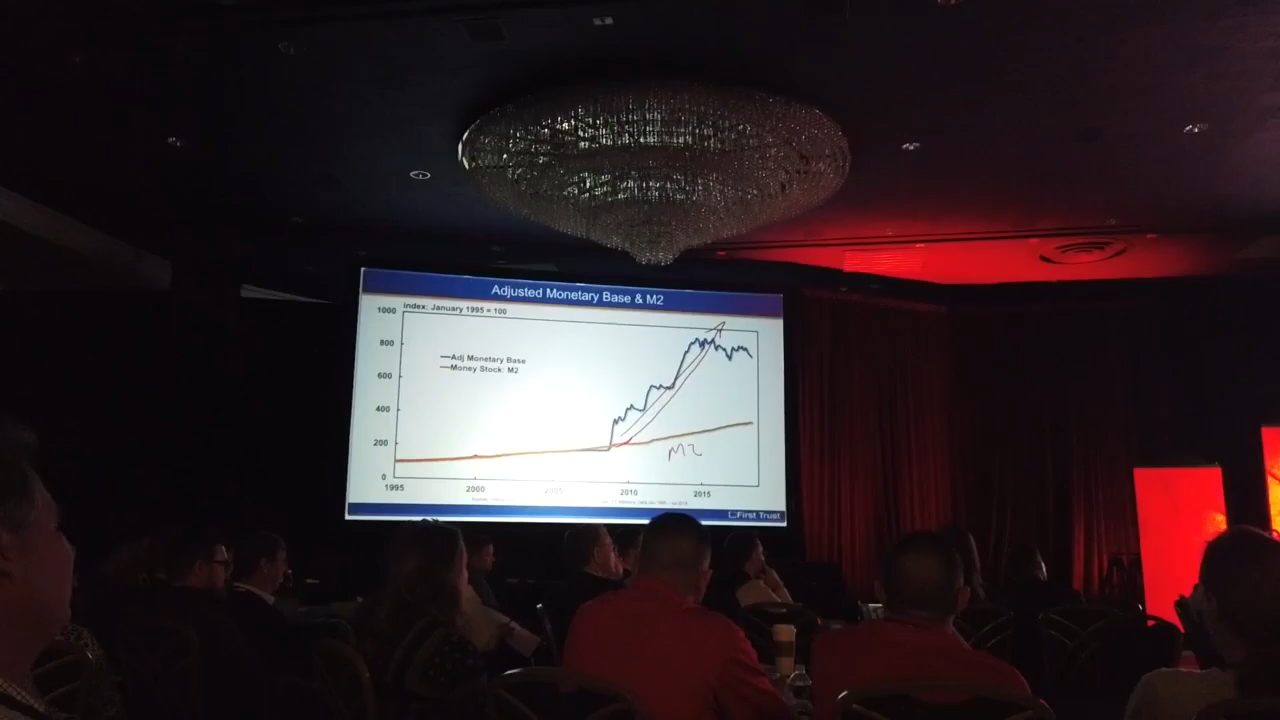 Adjusted Monetary Base & M2
index: January 1995 = 100
1000
800
600
400
200
0
Adj Monetary Base
Money Stock: M2
M2
1995
2000
2005
2010
2015
First Trust